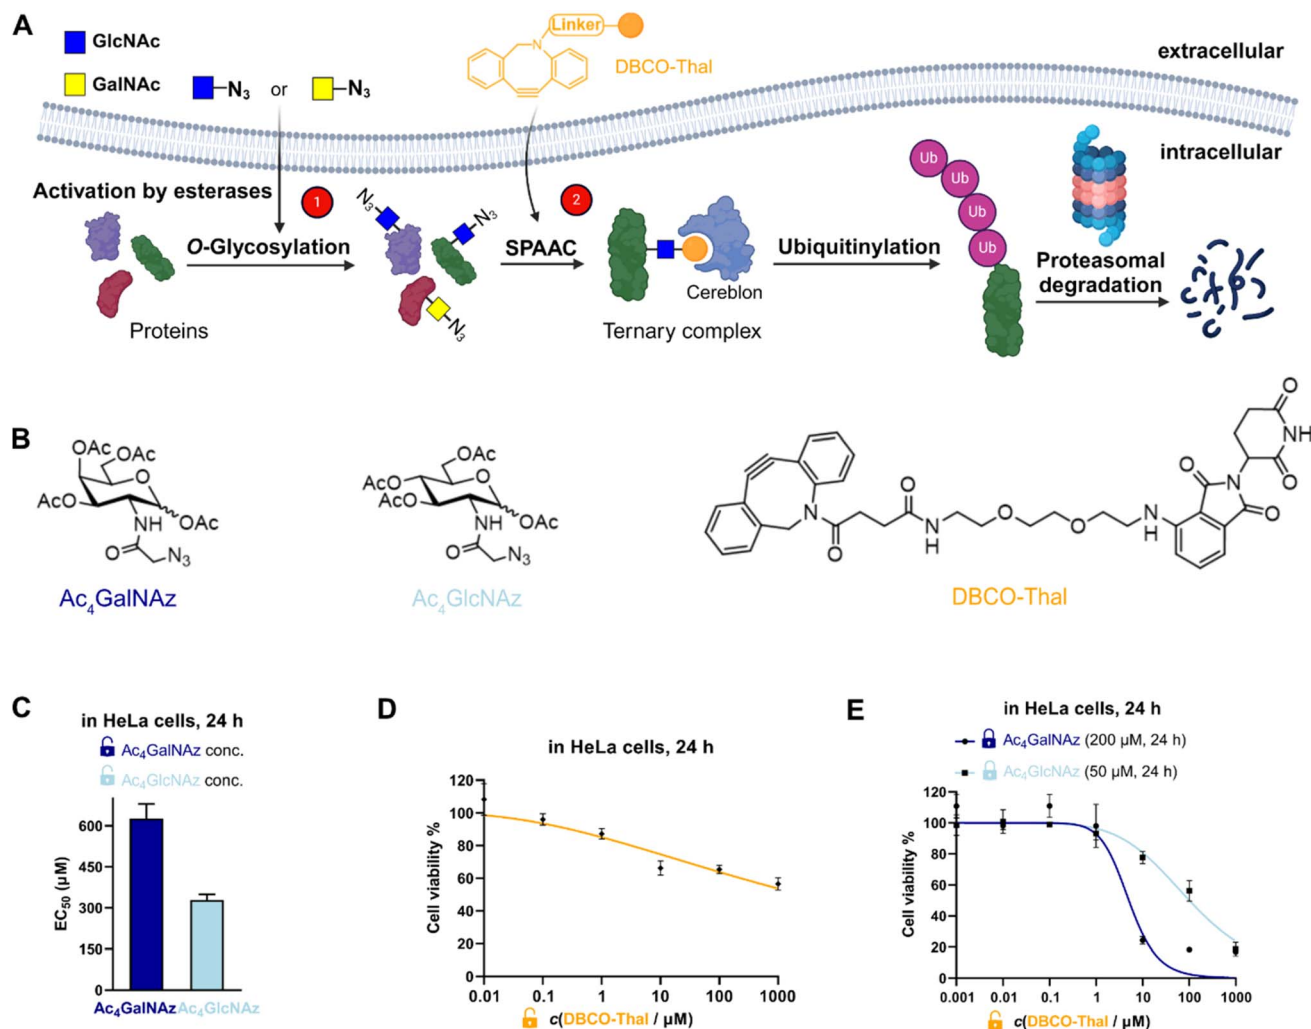 A
GlcNAc
GalNAc
N3 or N3
Linker
N
DBCO-Thal
extracellular
intracellular
Activation by esterases
1
2
O-Glycosylation
Proteins
N3
N3
N3
SPAAC
Cereblon
Ternary complex
Ubiquitinylation
Ub
Ub
Ub
Ub
Proteasomal
degradation
B
OAc
OAc
O
AcO
NH
OAc
O
N3
Ac4GalNAz
OAc
AcO
O
AcO
NH
OAc
O
N3
Ac4GlcNAz
N
O
O
N
H
O
O
H
N
O
N
O
O
NH
O
DBCO-Thal
C
in HeLa cells, 24 h
Ac4GalNAz conc.
Ac4GlcNAz conc.
EC50 (µM)
600
450
300
150
0
Ac4GalNAz Ac4GlcNAz
D
in HeLa cells, 24 h
Cell viability %
120
100
80
60
40
20
0
0.01 0.1 1 10 100 1000
c(DBCO-Thal / µM)
E
in HeLa cells, 24 h
Ac4GalNAz (200 µM, 24 h)
Ac4GlcNAz (50 µM, 24 h)
Cell viability %
120
100
80
60
40
20
0
0.001 0.01 0.1 1 10 100 1000
c(DBCO-Thal / µM)